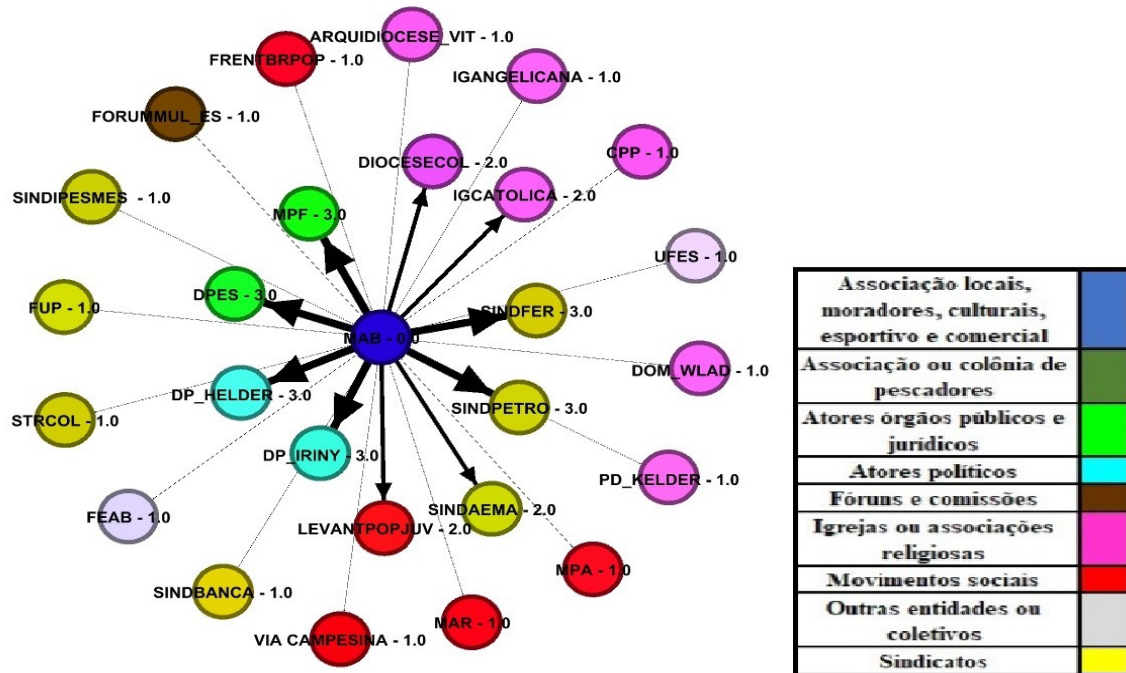 ARQUIDIOCESE_VIT - 1.0
FRENTBRPOP - 1.0
IGANGELICANA - 1.0
FORUMMUL_ES - 1.0
DIOCESECOL - 2.0
CPP - 1.0
SINDIPESMES - 1.0
IGCATOLICA - 2.0
MPF - 3.0
UFES - 1.0
DPES - 3.0
FUP - 1.0
SINDFER - 3.0
MAB - 0.0
DOM_WLAD - 1.0
DP_HELDER - 3.0
SINDPETRO - 3.0
STRCOL - 1.0
DP_IRINY - 3.0
PD_KELDER - 1.0
FEAB - 1.0
SINDAEMA - 2.0
LEVANTPOPJUV - 2.0
MPA - 1.0
SINDBANCA - 1.0
MAR - 1.0
VIA CAMPESINA - 1.0
Associação locais,
moradores, culturais,
esportivo e comercial
Associação ou colônia de
pescadores
Atores órgãos públicos e
jurídicos
Atores políticos
Fóruns e comissões
Igrejas ou associações
religiosas
Movimentos sociais
Outras entidades ou
coletivos
Sindicatos